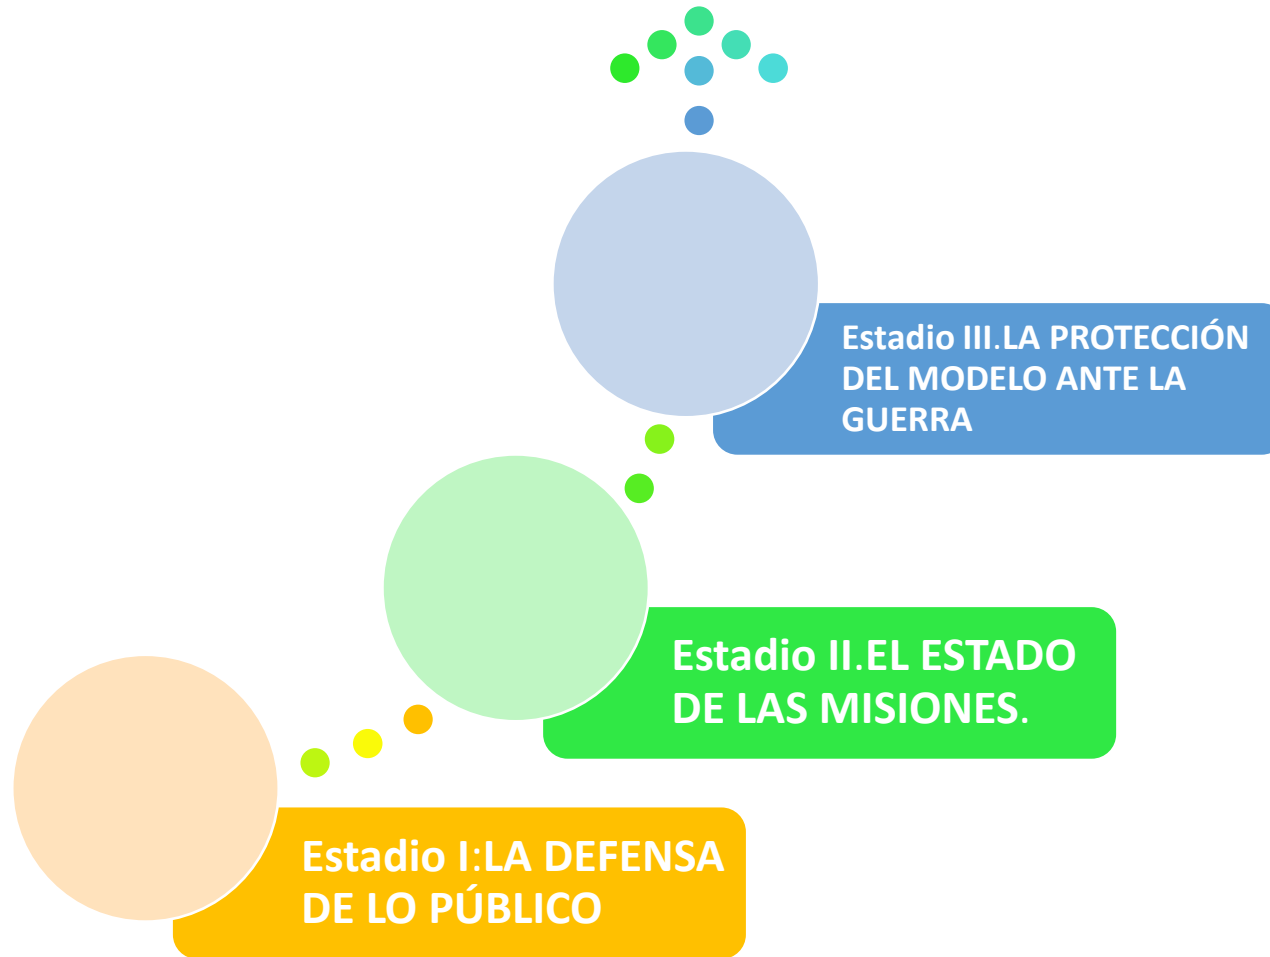 Estadio III.LA PROTECCIÓN
DEL MODELO ANTE LA
GUERRA
Estadio II.EL ESTADO
DE LAS MISIONES.
Estadio I:LA DEFENSA
DE LO PÚBLICO